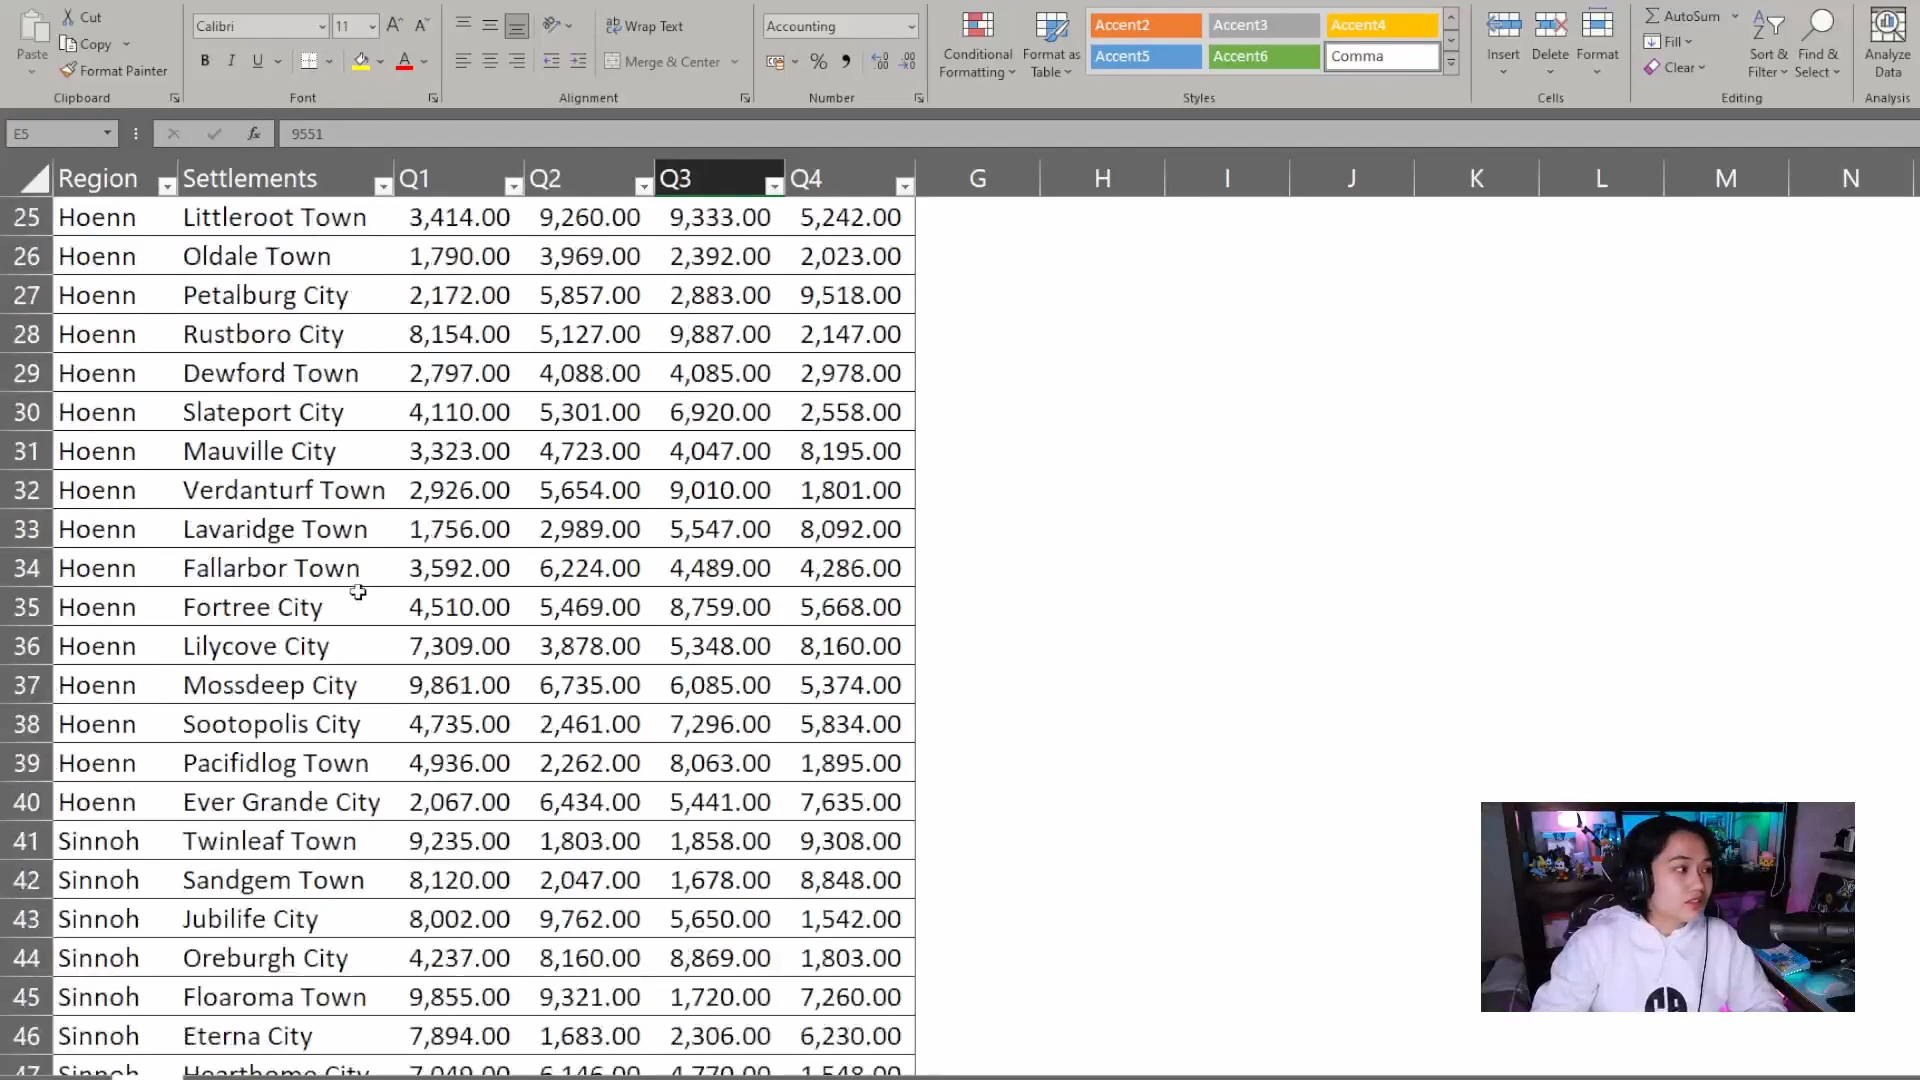 Cut
Copy
Paste
Format Painter
Clipboard
Calibri 11 A A
B I U A
Font
ab Wrap Text
Merge & Center
Alignment
Accounting
% , .00
Number
Conditional Formatting
Format as Table
Accent2 Accent3 Accent4
Accent5 Accent6 Comma
Styles
Insert Delete Format
Cells
AutoSum
Fill
Clear
Sort & Filter
Find & Select
Editing
Analyze Data
Analysis
E5 fx 9551
Region Settlements Q1 Q2 Q3 Q4 G H I J K L M N
25 Hoenn Littleroot Town 3,414.00 9,260.00 9,333.00 5,242.00
26 Hoenn Oldale Town 1,790.00 3,969.00 2,392.00 2,023.00
27 Hoenn Petalburg City 2,172.00 5,857.00 2,883.00 9,518.00
28 Hoenn Rustboro City 8,154.00 5,127.00 9,887.00 2,147.00
29 Hoenn Dewford Town 2,797.00 4,088.00 4,085.00 2,978.00
30 Hoenn Slateport City 4,110.00 5,301.00 6,920.00 2,558.00
31 Hoenn Mauville City 3,323.00 4,723.00 4,047.00 8,195.00
32 Hoenn Verdanturf Town 2,926.00 5,654.00 9,010.00 1,801.00
33 Hoenn Lavaridge Town 1,756.00 2,989.00 5,547.00 8,092.00
34 Hoenn Fallarbor Town 3,592.00 6,224.00 4,489.00 4,286.00
35 Hoenn Fortree City 4,510.00 5,469.00 8,759.00 5,668.00
36 Hoenn Lilycove City 7,309.00 3,878.00 5,348.00 8,160.00
37 Hoenn Mossdeep City 9,861.00 6,735.00 6,085.00 5,374.00
38 Hoenn Sootopolis City 4,735.00 2,461.00 7,296.00 5,834.00
39 Hoenn Pacifidlog Town 4,936.00 2,262.00 8,063.00 1,895.00
40 Hoenn Ever Grande City 2,067.00 6,434.00 5,441.00 7,635.00
41 Sinnoh Twinleaf Town 9,235.00 1,803.00 1,858.00 9,308.00
42 Sinnoh Sandgem Town 8,120.00 2,047.00 1,678.00 8,848.00
43 Sinnoh Jubilife City 8,002.00 9,762.00 5,650.00 1,542.00
44 Sinnoh Oreburgh City 4,237.00 8,160.00 8,869.00 1,803.00
45 Sinnoh Floaroma Town 9,855.00 9,321.00 1,720.00 7,260.00
46 Sinnoh Eterna City 7,894.00 1,683.00 2,306.00 6,230.00
47 Sinnoh Hearthome City 7,049.00 6,146.00 4,770.00 1,548.00